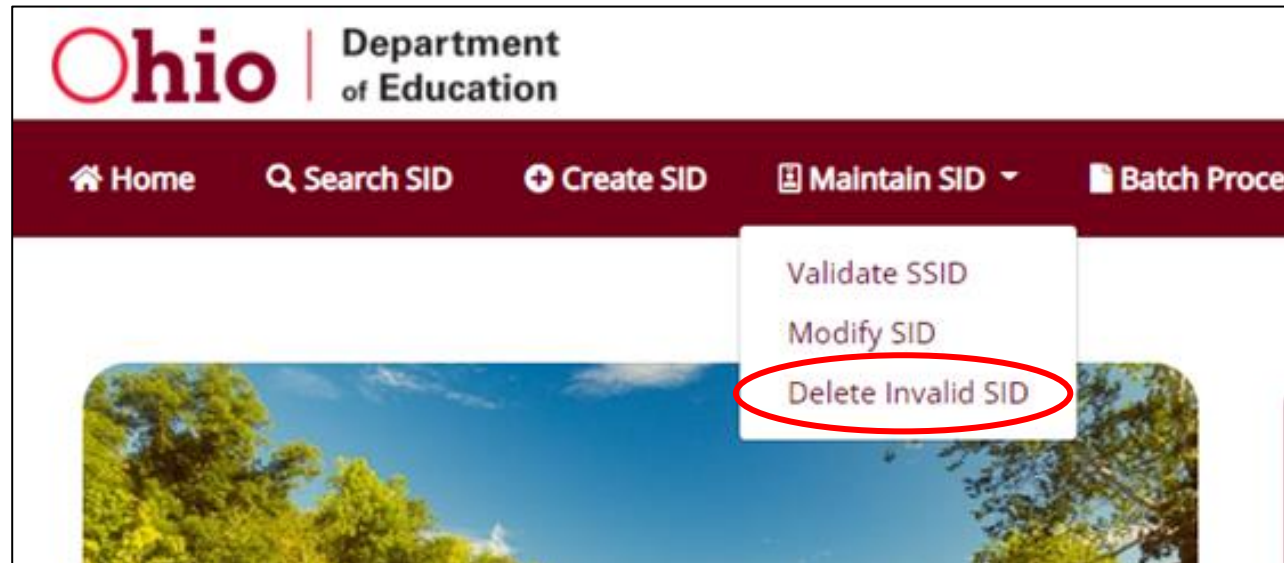 Ohio Department
of Education
Home Search SID Create SID Maintain SID Batch Proce
Validate SSID
Modify SID
Delete Invalid SID